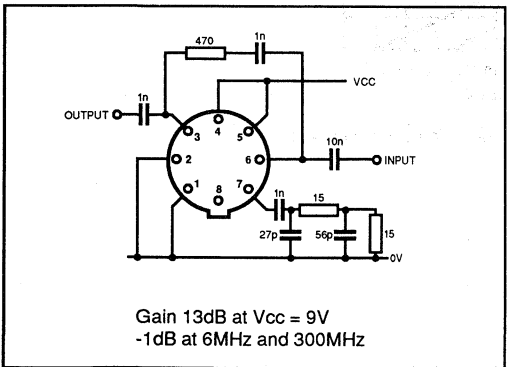 470
1n
1n
VCC
OUTPUT
3
4
5
10n
2
6
INPUT
1
8
7
1n
15
27p
56p
15
0V
Gain 13dB at Vcc = 9V
-1dB at 6MHz and 300MHz